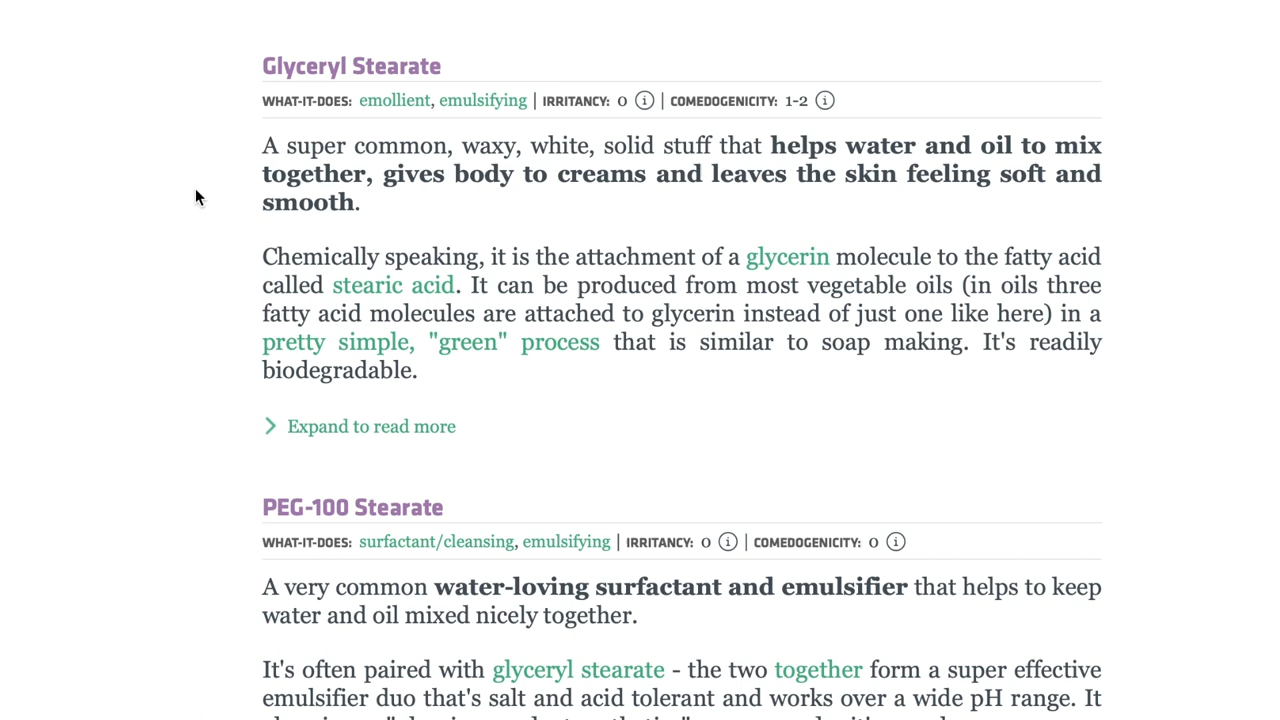 Glyceryl Stearate
WHAT-IT-DOES: emollient, emulsifying | IRRITANCY: 0 i | COMEDOGENICITY: 1-2 i
A super common, waxy, white, solid stuff that helps water and oil to mix
together, gives body to creams and leaves the skin feeling soft and
smooth.
Chemically speaking, it is the attachment of a glycerin molecule to the fatty acid
called stearic acid. It can be produced from most vegetable oils (in oils three
fatty acid molecules are attached to glycerin instead of just one like here) in a
pretty simple, "green" process that is similar to soap making. It's readily
biodegradable.
Expand to read more
PEG-100 Stearate
WHAT-IT-DOES: surfactant/cleansing, emulsifying | IRRITANCY: 0 i | COMEDOGENICITY: 0 i
A very common water-loving surfactant and emulsifier that helps to keep
water and oil mixed nicely together.
It's often paired with glyceryl stearate - the two together form a super effective
emulsifier duo that's salt and acid tolerant and works over a wide pH range. It